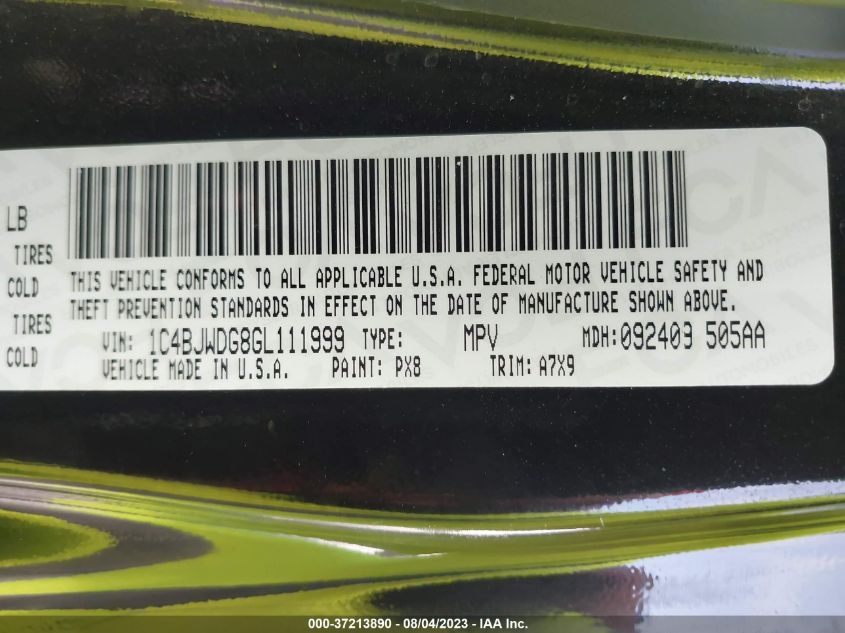 LB
TIRES
COLD
TIRES
COLD
THIS VEHICLE CONFORMS TO ALL APPLICABLE U.S.A. FEDERAL MOTOR VEHICLE SAFETY AND
THEFT PREVENTION STANDARDS IN EFFECT ON THE DATE OF MANUFACTURE SHOWN ABOVE.
VIN: 1C4BJWDG8GL111999 TYPE: MPV MDH:092409 505AA
VEHICLE MADE IN U.S.A. PAINT: PX8 TRIM: A7X9
000-37213890 - 08/04/2023 - IAA Inc.